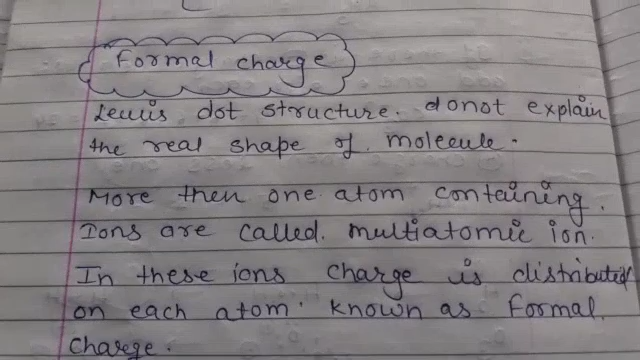 Formal charge
Lewis dot structure. donot explain
the real shape of molecule.
More then one atom containing.
Ions are called. multiatomic ion.
In these ions charge is distributed
on each atom. known as Formal.
charge.